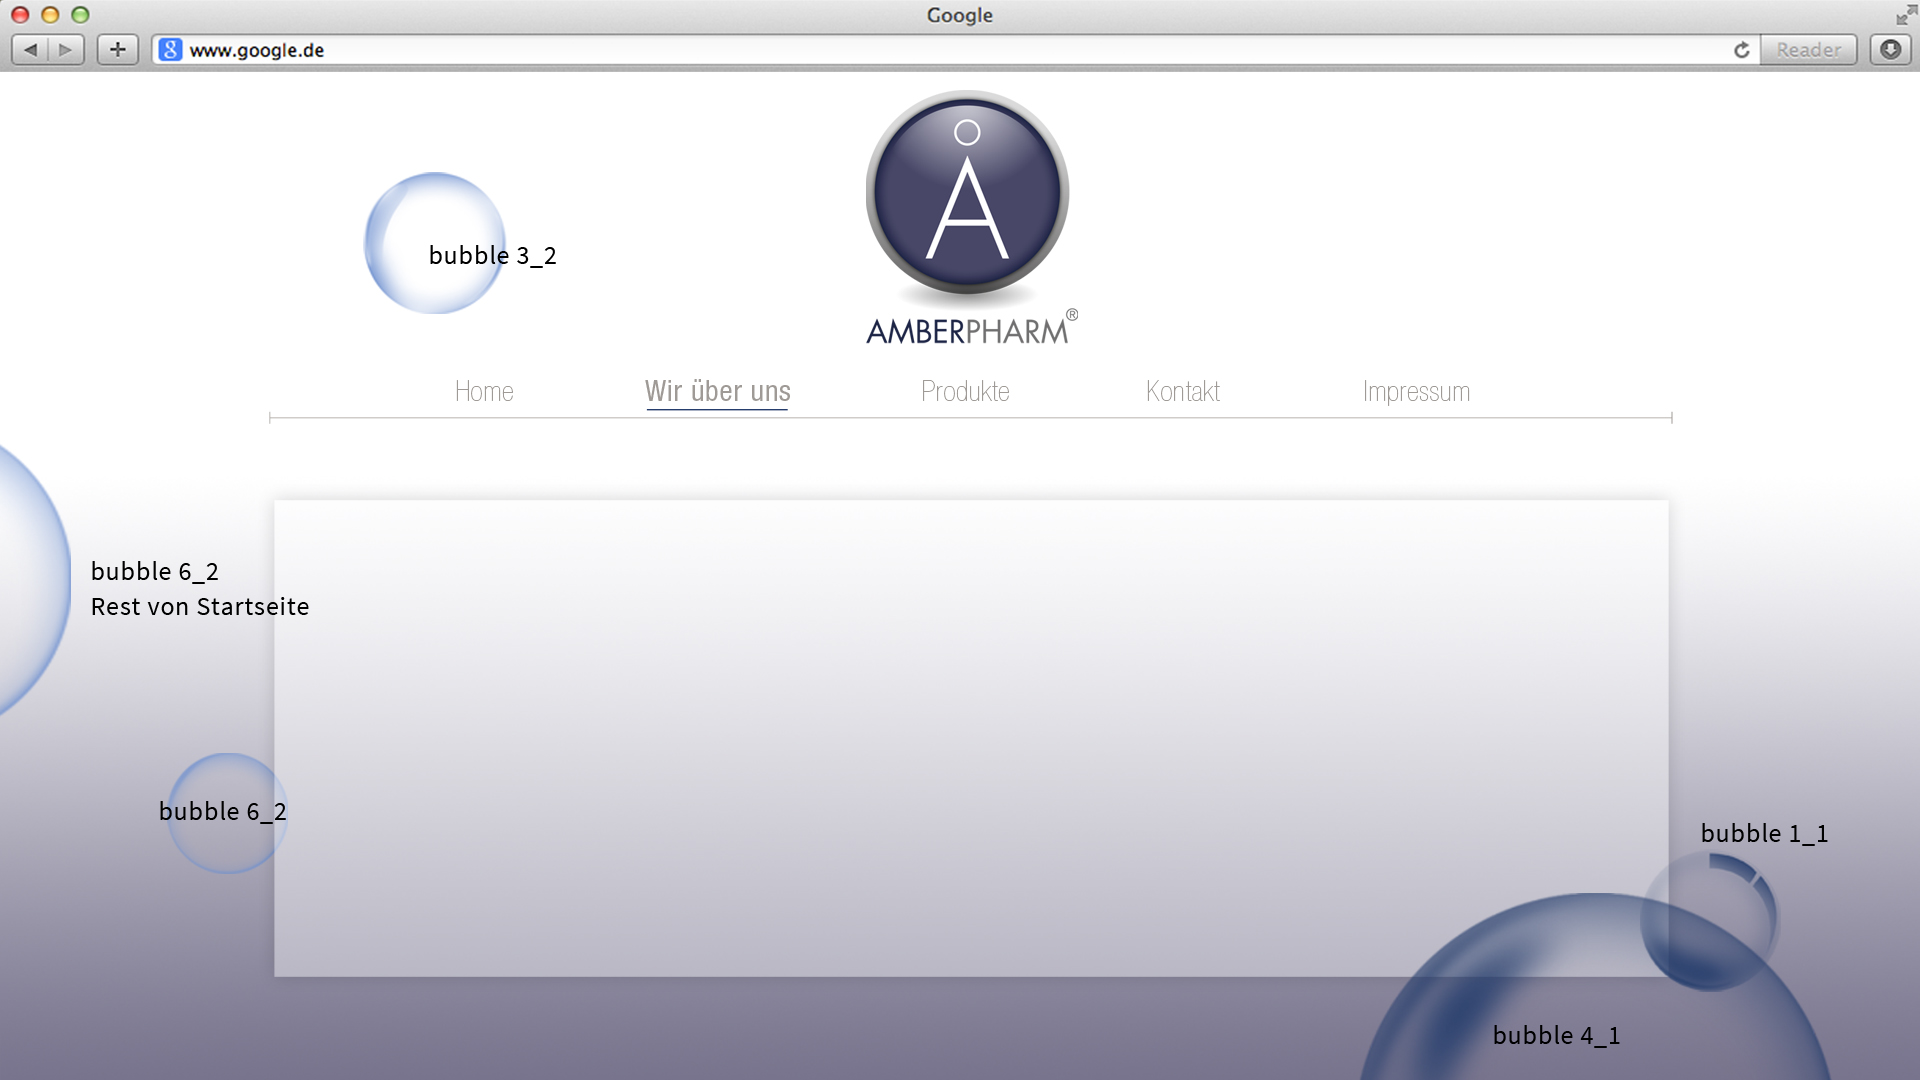 Google
www.google.de
Reader
Å
AMBERPHARM®
bubble 3_2
Home
Wir über uns
Produkte
Kontakt
Impressum
bubble 6_2
Rest von Startseite
bubble 6_2
bubble 1_1
bubble 4_1